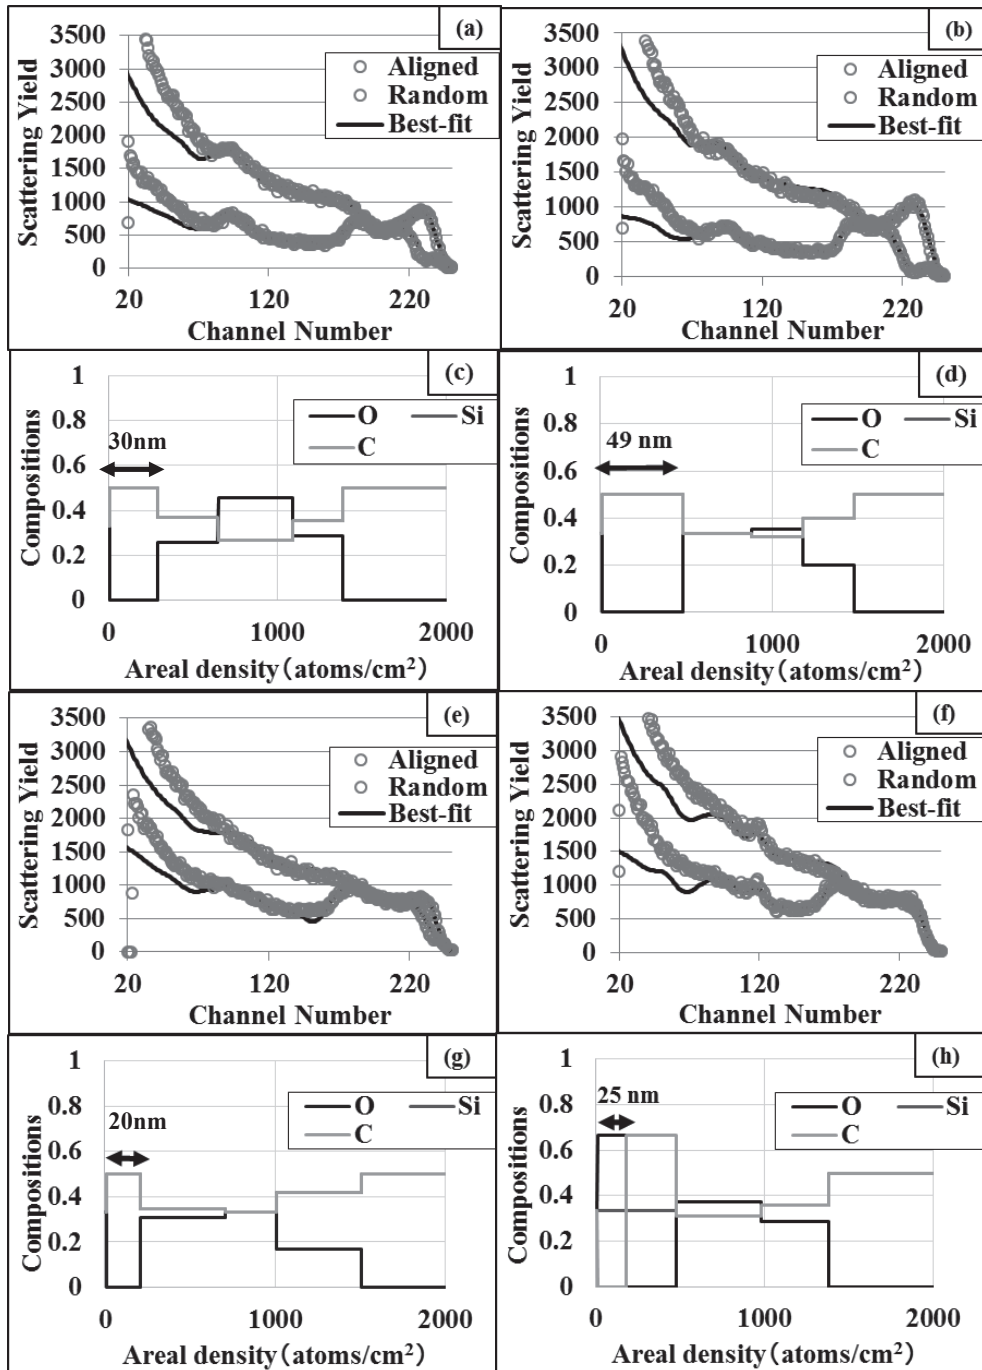 (a)
3500
3000
2500
2000
1500
1000
500
0
Scattering Yield
Aligned
Random
Best-fit
20 120 220
Channel Number
(b)
3500
3000
2500
2000
1500
1000
500
0
Scattering Yield
Aligned
Random
Best-fit
20 120 220
Channel Number
(c)
1
0.8
0.6
0.4
0.2
0
Compositions
O Si
C
30nm
0 1000 2000
Areal density(atoms/cm²)
(d)
1
0.8
0.6
0.4
0.2
0
Compositions
O Si
C
49 nm
0 1000 2000
Areal density(atoms/cm²)
(e)
3500
3000
2500
2000
1500
1000
500
0
Scattering Yield
Aligned
Random
Best-fit
20 120 220
Channel Number
(f)
3500
3000
2500
2000
1500
1000
500
0
Scattering Yield
Aligned
Random
Best-fit
20 120 220
Channel Number
(g)
1
0.8
0.6
0.4
0.2
0
Compositions
O Si
C
20nm
0 1000 2000
Areal density(atoms/cm²)
(h)
1
0.8
0.6
0.4
0.2
0
Compositions
O Si
C
25 nm
0 1000 2000
Areal density(atoms/cm²)